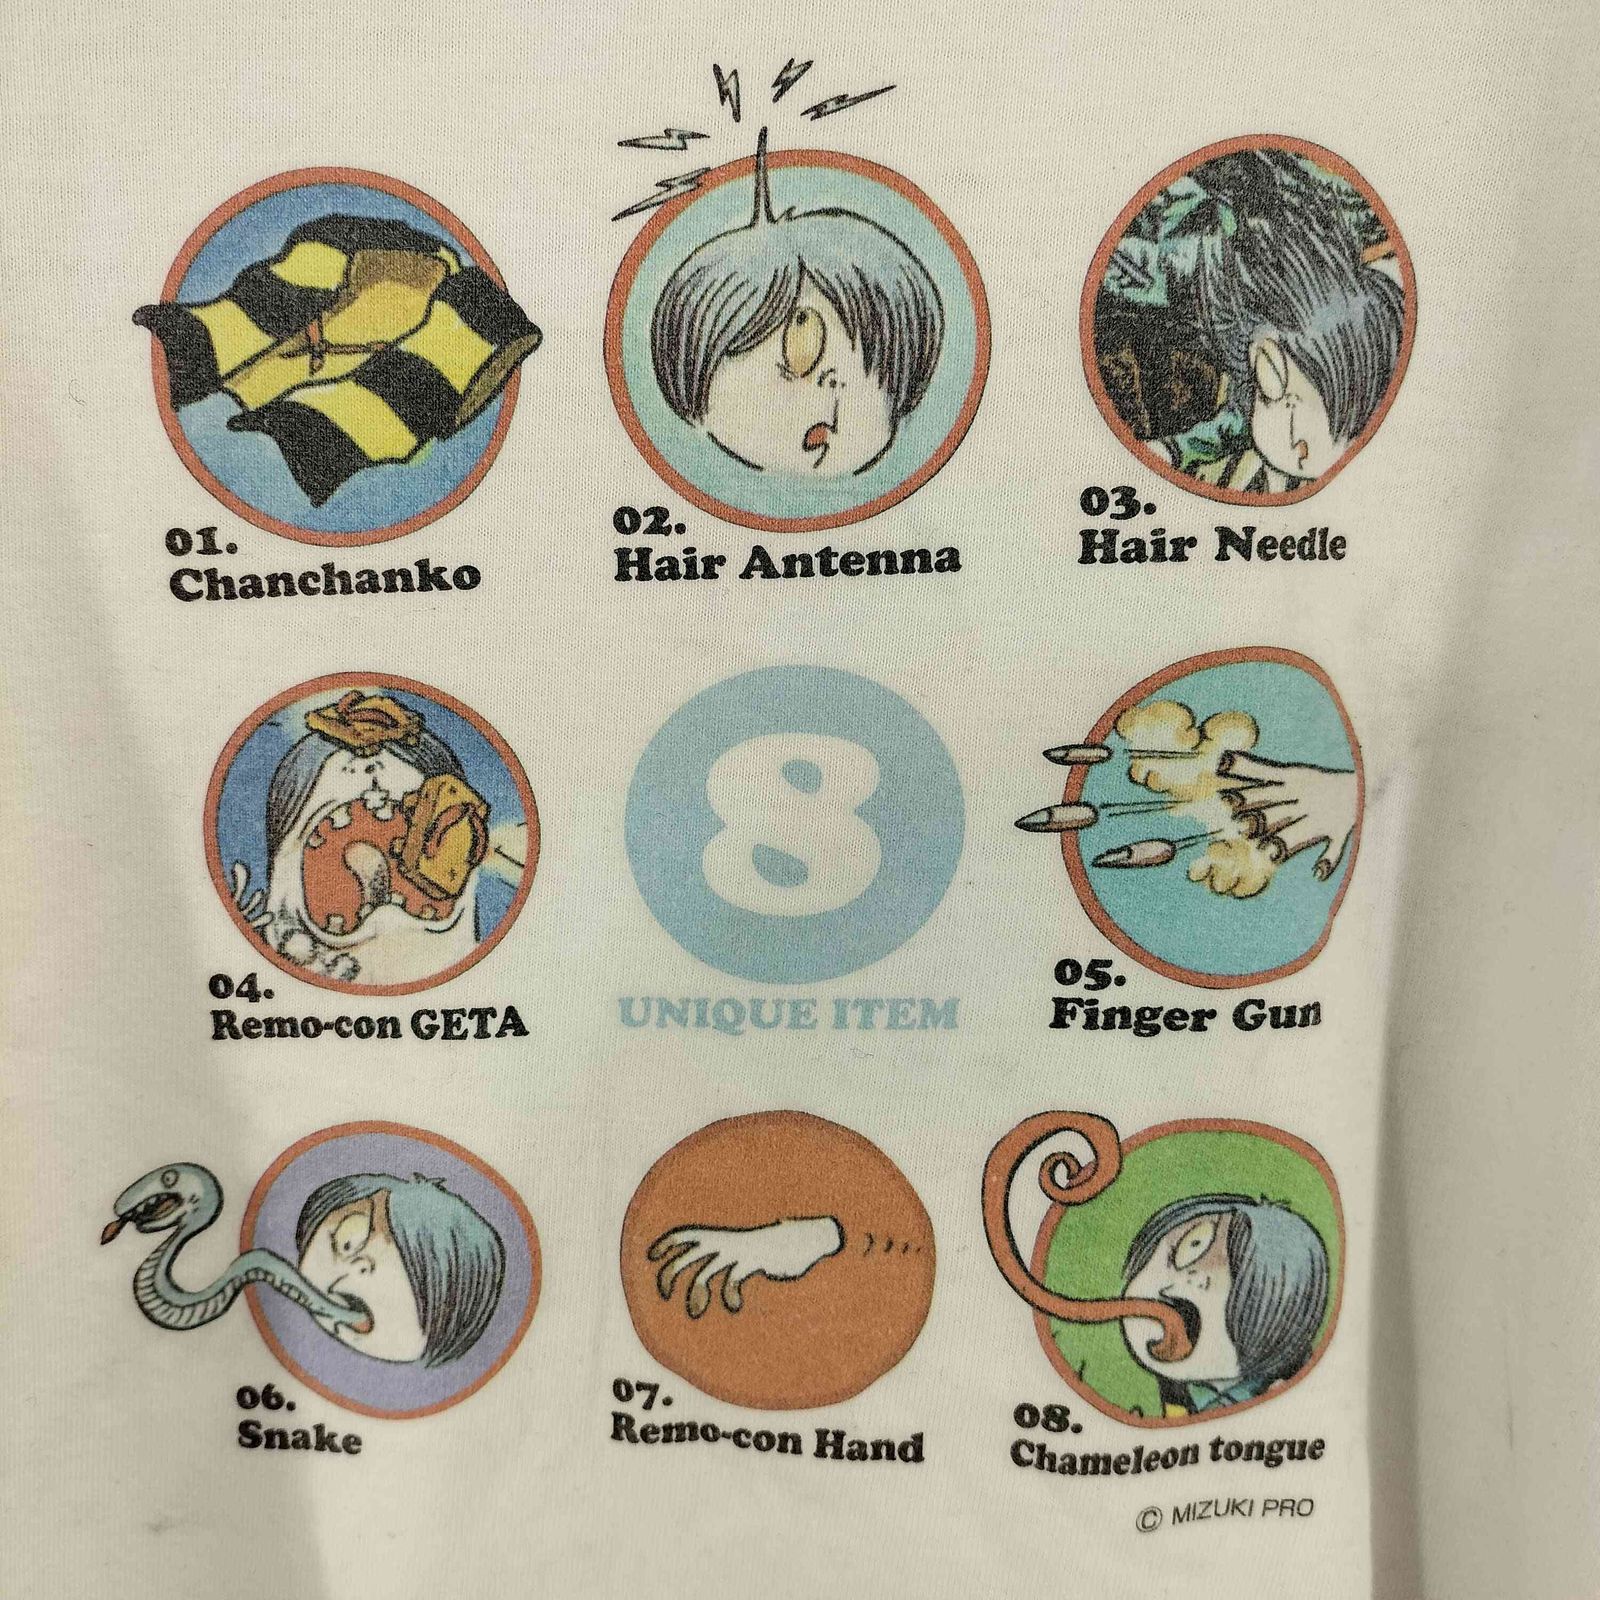 01.
Chanchanko
02.
Hair Antenna
03.
Hair Needle
04.
Remo-con GETA
8
UNIQUE ITEM
05.
Finger Gun
06.
Snake
07.
Remo-con Hand
08.
Chameleon tongue
© MIZUKI PRO